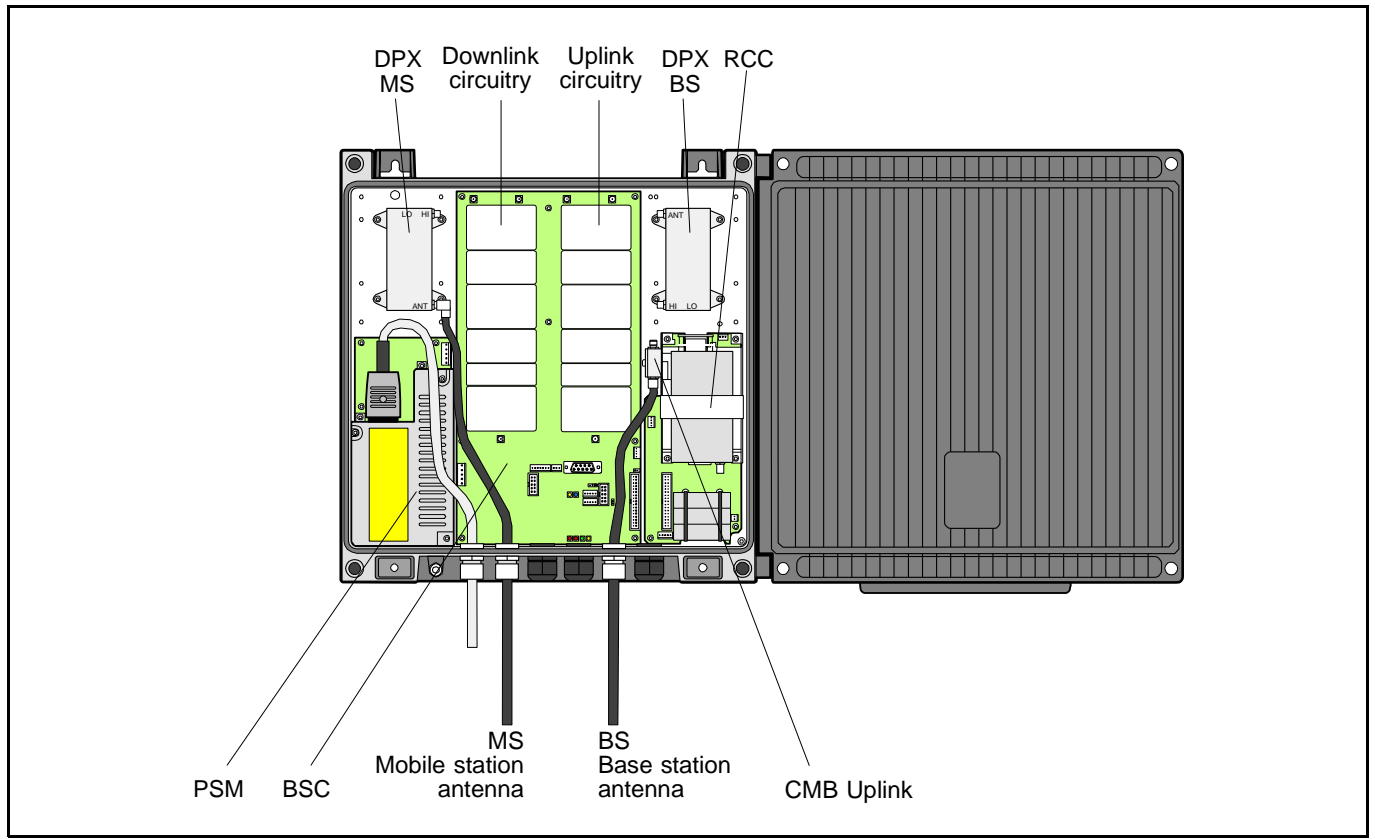 DPX
MS
Downlink
circuitry
Uplink
circuitry
DPX
BS
RCC
LO HI
ANT
ANT
HI LO
MS
Mobile station
antenna
BS
Base station
antenna
PSM
BSC
CMB Uplink